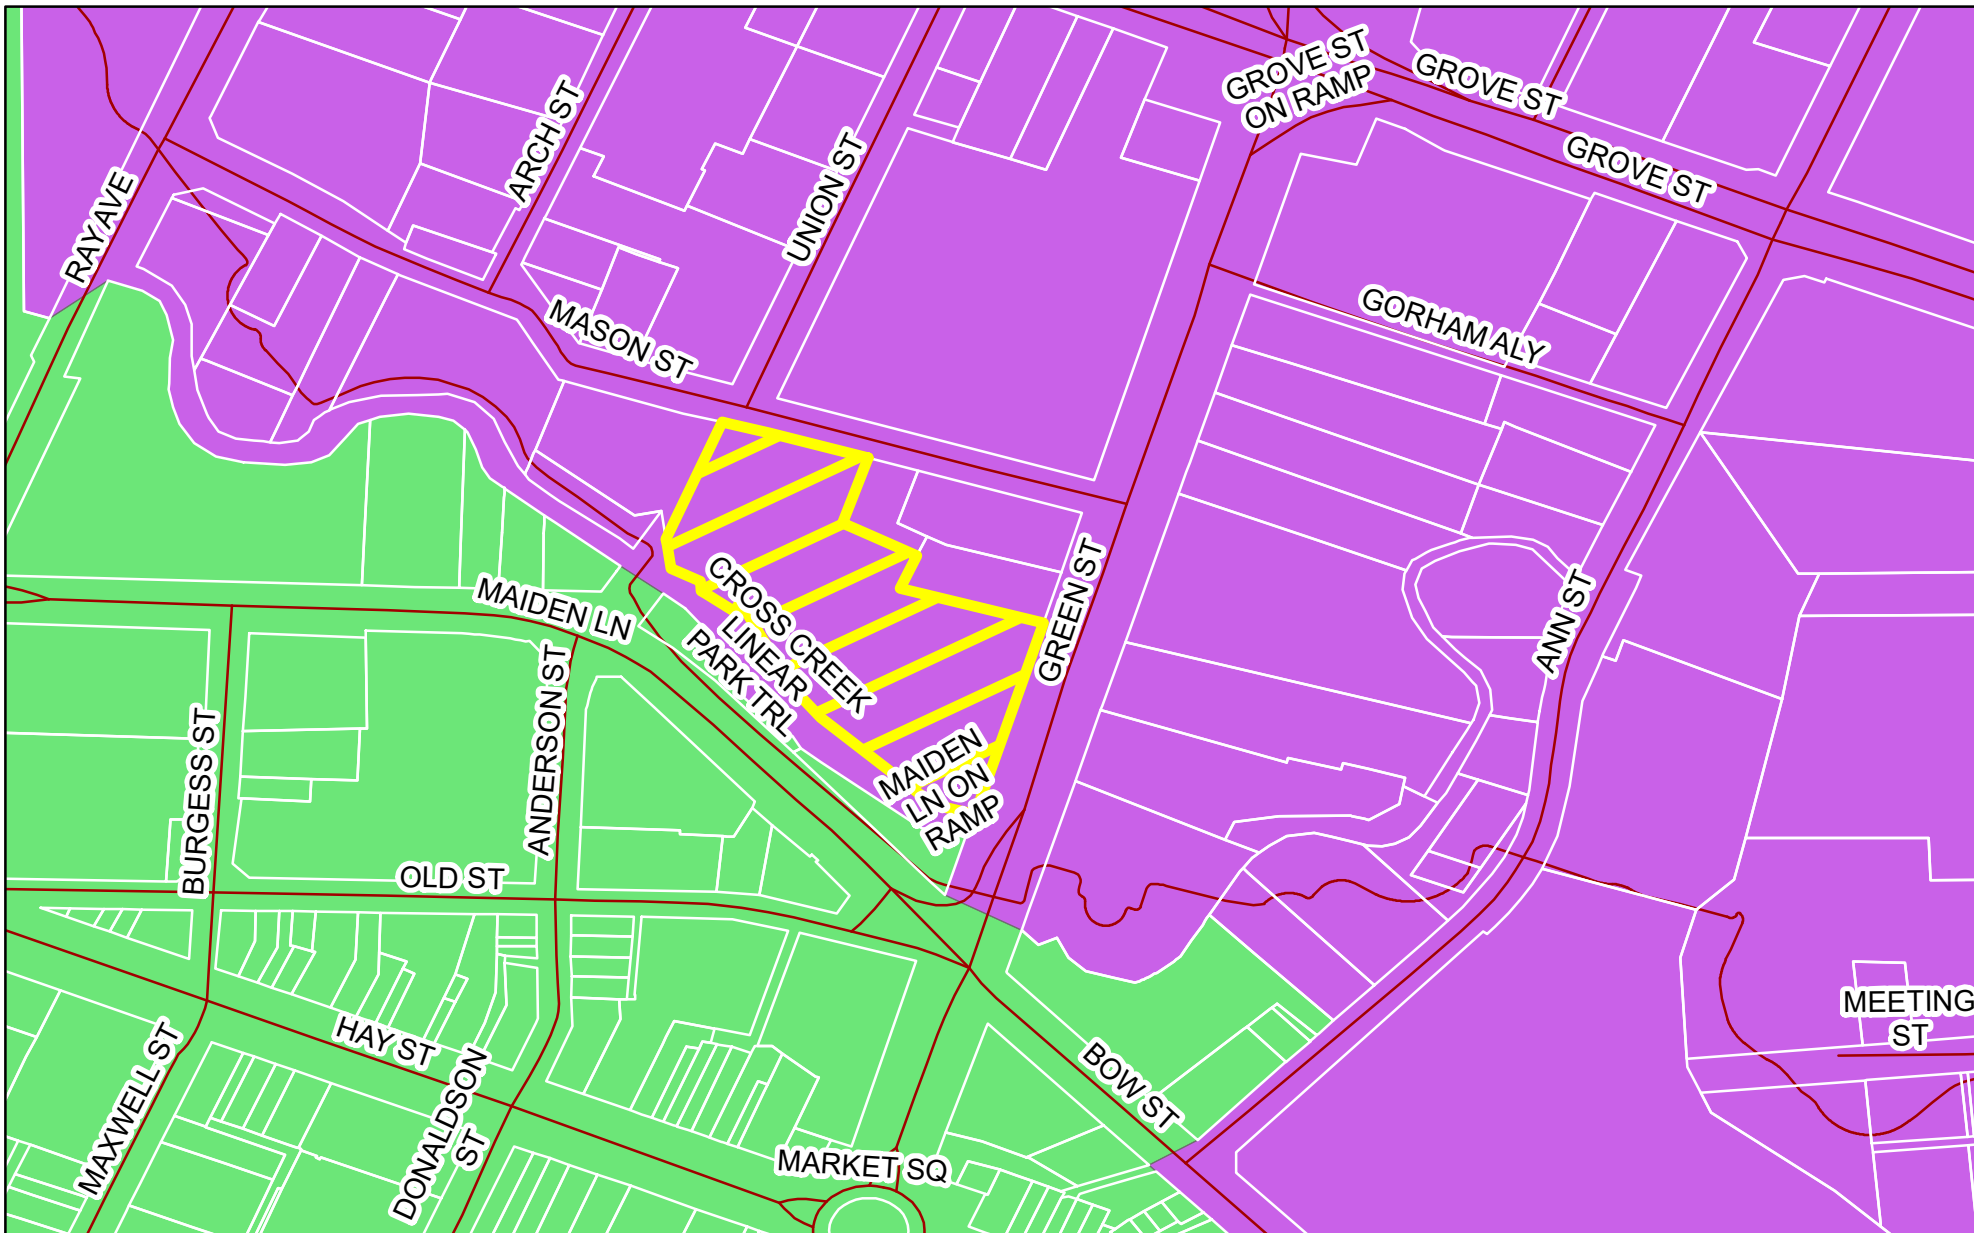 GROVE ST
ON RAMP
GROVE ST
GROVE ST
ARCH ST
UNION ST
RAY AVE
MASON ST
GORHAM ALY
CROSS CREEK
LINEAR
PARK TRL
GREEN ST
ANN ST
MAIDEN LN
ANDERSON ST
BURGESS ST
MAIDEN
LN ON
RAMP
OLD ST
HAY ST
MAXWELL ST
DONALDSON
ST
BOW ST
MARKET SQ
MEETING
ST